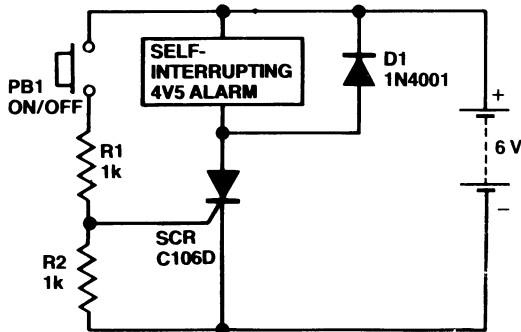 SELF-
INTERRUPTING
4V5 ALARM
D1
1N4001
PB1
ON/OFF
+
6 V
R1
1k
−
SCR
C106D
R2
1k